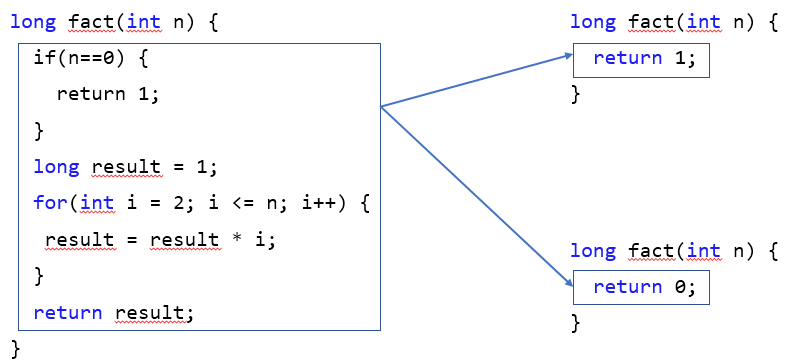 long fact(int n) {
if(n==0) {
return 1;
}
long result = 1;
for(int i = 2; i <= n; i++) {
result = result * i;
}
return result;
}
long fact(int n) {
return 1;
}
long fact(int n) {
return 0;
}